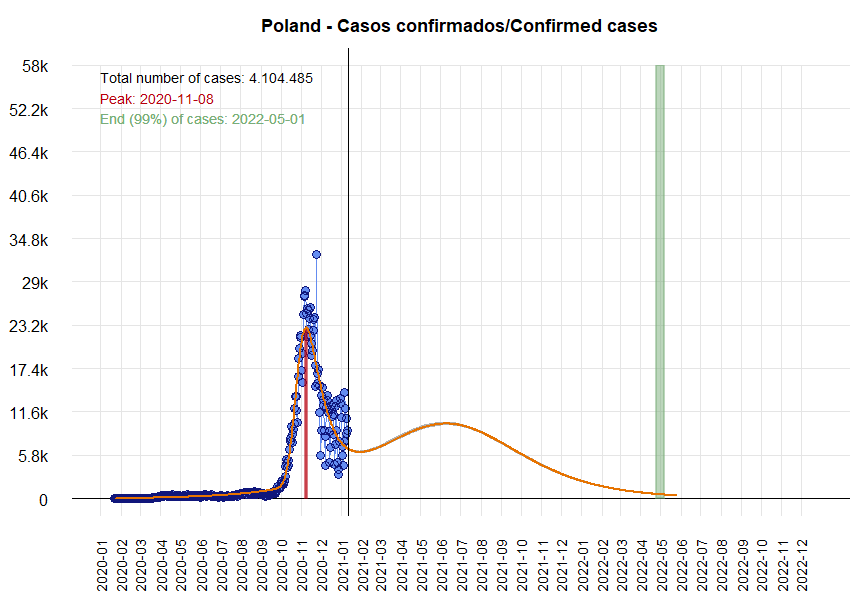 Poland - Casos confirmados/Confirmed cases
58k
Total number of cases: 4.104.485
Peak: 2020-11-08
52.2k
End (99%) of cases: 2022-05-01
46.4k
40.6k
34.8k
29k
23.2k
17.4k
11.6k
5.8k
0
2020-01
2020-02
2020-03
2020-04
2020-05
2020-06
2020-07
2020-08
2020-09
2020-10
2020-11
2020-12
2021-01
2021-02
2021-03
2021-04
2021-05
2021-06
2021-07
2021-08
2021-09
2021-10
2021-11
2021-12
2022-01
2022-02
2022-03
2022-04
2022-05
2022-06
2022-07
2022-08
2022-09
2022-10
2022-11
2022-12